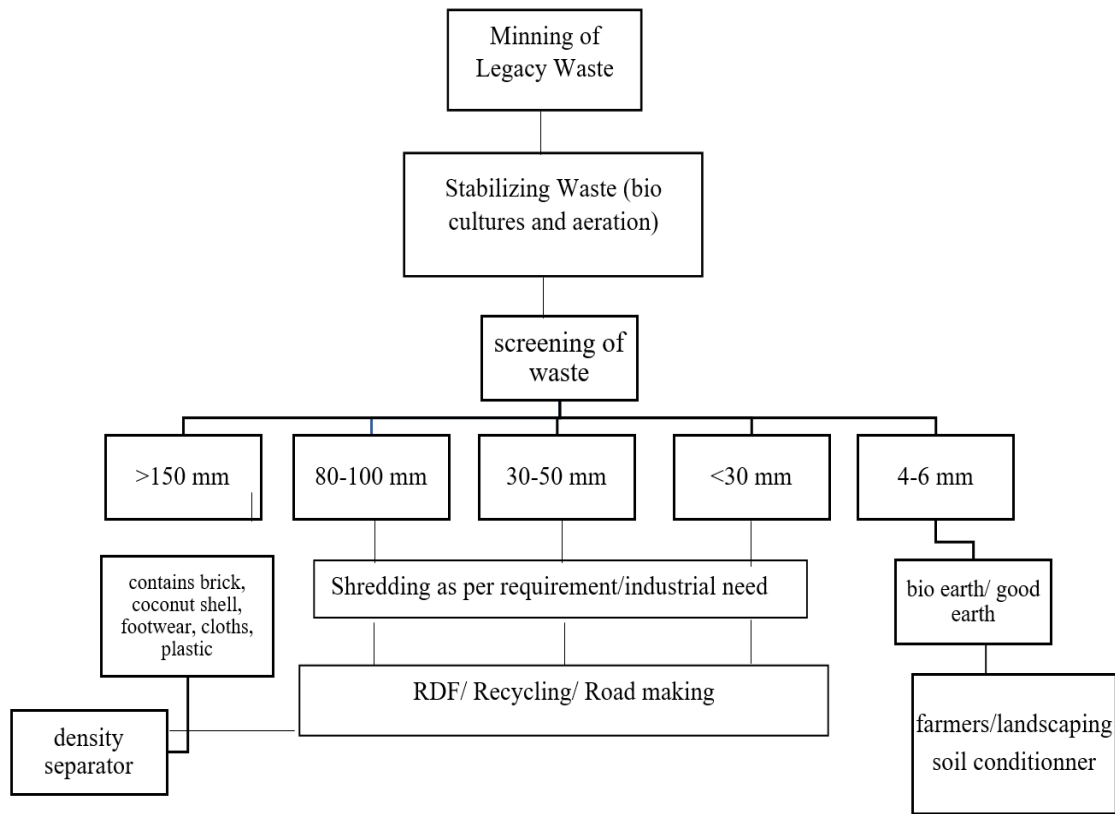 Minning of
Legacy Waste
Stabilizing Waste (bio
cultures and aeration)
screening of
waste
>150 mm
80-100 mm
30-50 mm
<30 mm
4-6 mm
contains brick,
coconut shell,
footwear, cloths,
plastic
Shredding as per requirement/industrial need
bio earth/ good
earth
RDF/ Recycling/ Road making
density
separator
farmers/landscaping
soil conditionner